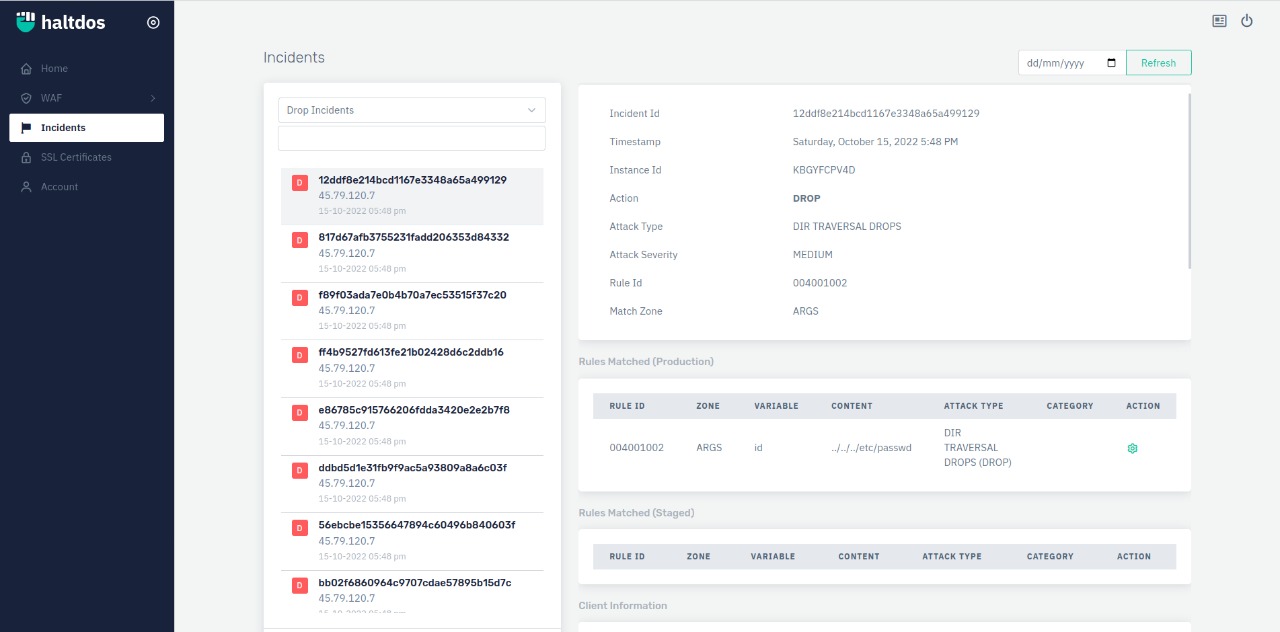 haltdos
Home
WAF
Incidents
SSL Certificates
Account
Incidents
dd/mm/yyyy
Refresh
Drop Incidents
D
12ddf8e214bcd1167e3348a65a499129
45.79.120.7
15-10-2022 05:48 pm
D
817d67afb3755231fadd206353d84332
45.79.120.7
15-10-2022 05:48 pm
D
f89f03ada7e0b4b70a7ec53515f37c20
45.79.120.7
15-10-2022 05:48 pm
D
ff4b9527fd613fe21b02428d6c2ddb16
45.79.120.7
15-10-2022 05:48 pm
D
e86785c915766206fdda3420e2e2b7f8
45.79.120.7
15-10-2022 05:48 pm
D
ddbd5d1e31fb9f9ac5a93809a8a6c03f
45.79.120.7
15-10-2022 05:48 pm
D
56ebcbe15356647894c60496b840603f
45.79.120.7
15-10-2022 05:48 pm
D
bb02f6860964c9707cdae57895b15d7c
45.79.120.7
15-10-2022 05:48 pm
Incident Id 12ddf8e214bcd1167e3348a65a499129
Timestamp Saturday, October 15, 2022 5:48 PM
Instance Id KBGYFCPV4D
Action DROP
Attack Type DIR TRAVERSAL DROPS
Attack Severity MEDIUM
Rule Id 004001002
Match Zone ARGS
Rules Matched (Production)
RULE ID ZONE VARIABLE CONTENT ATTACK TYPE CATEGORY ACTION
004001002 ARGS id ../../../etc/passwd DIR
TRAVERSAL
DROPS (DROP)
Rules Matched (Staged)
RULE ID ZONE VARIABLE CONTENT ATTACK TYPE CATEGORY ACTION
Client Information